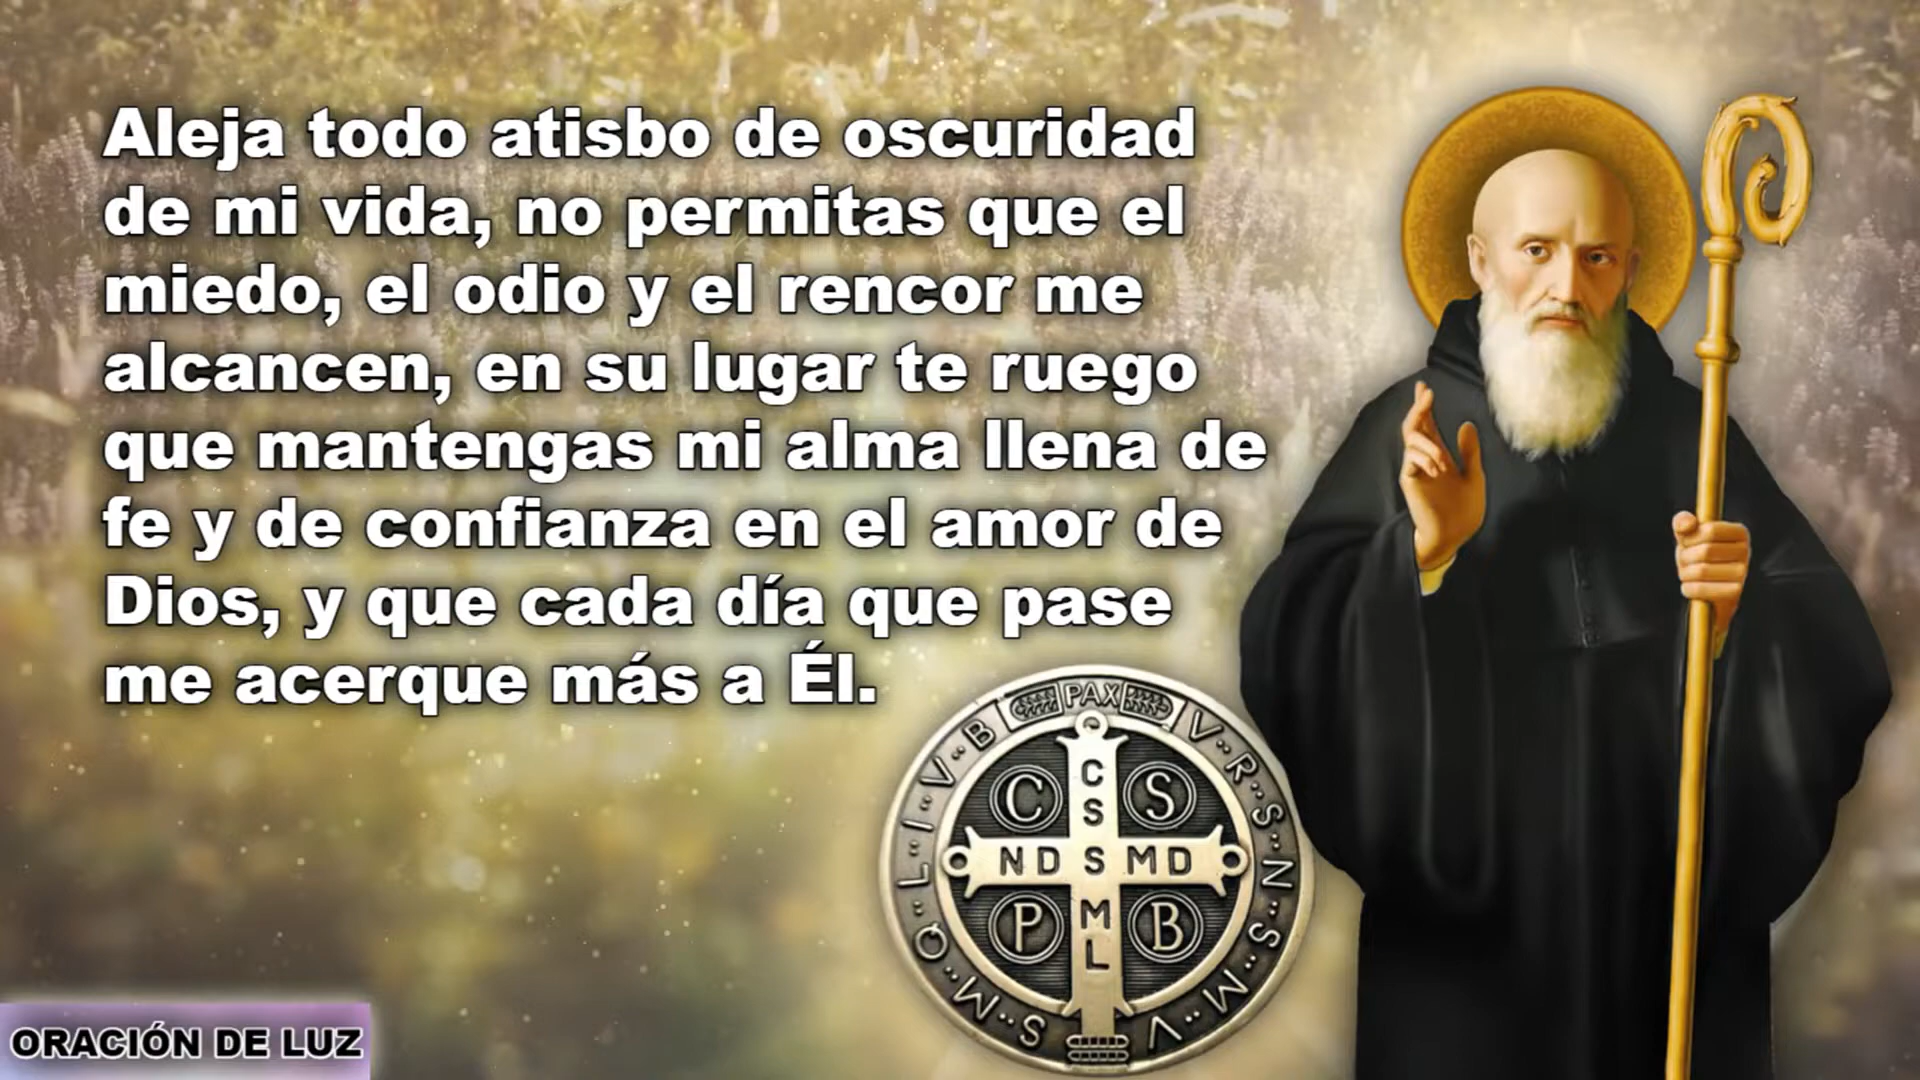 Aleja todo atisbo de oscuridad
de mi vida, no permitas que el
miedo, el odio y el rencor me
alcancen, en su lugar te ruego
que mantengas mi alma llena de
fe y de confianza en el amor de
Dios, y que cada día que pase
me acerque más a Él.
PAX
V··R··S··N··S··M··V
S··M··Q··L··I··V··B
C S
C
S
N D S M D
M
L
P B
ORACIÓN DE LUZ